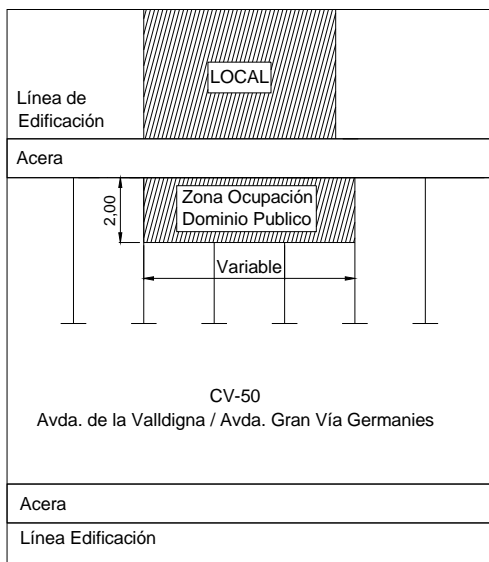 LOCAL
Línea de
Edificación
Acera
2,00
Zona Ocupación
Dominio Publico
Variable
CV-50
Avda. de la Valldigna / Avda. Gran Vía Germanies
Acera
Línea Edificación